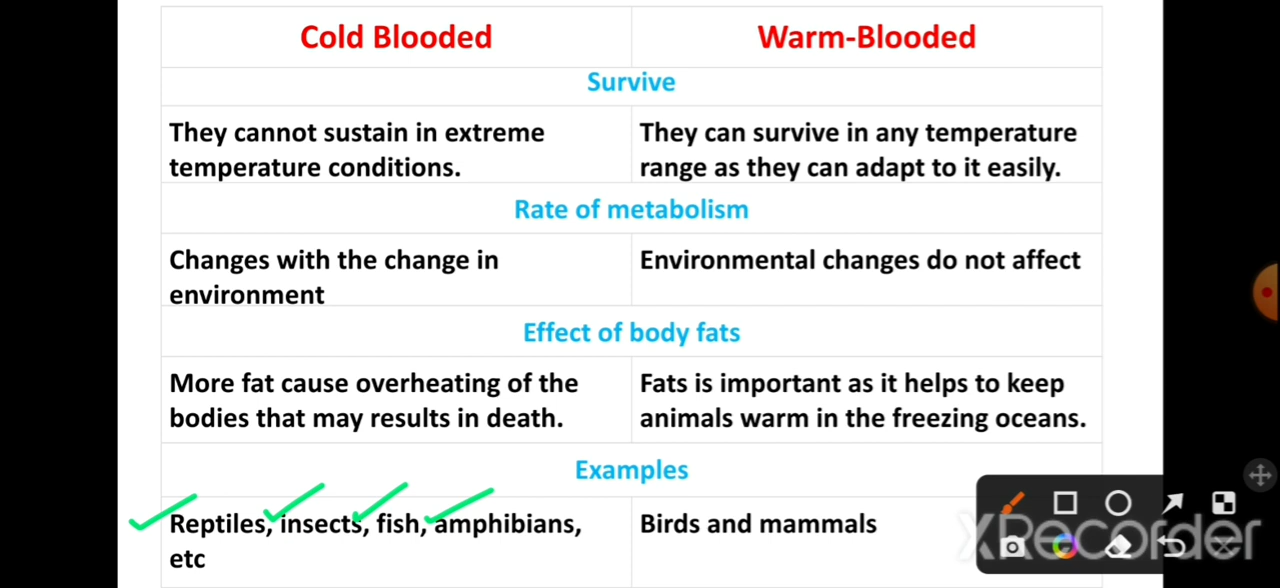 Cold Blooded
Warm-Blooded
Survive
They cannot sustain in extreme
temperature conditions.
They can survive in any temperature
range as they can adapt to it easily.
Rate of metabolism
Changes with the change in
environment
Environmental changes do not affect
Effect of body fats
More fat cause overheating of the
bodies that may results in death.
Fats is important as it helps to keep
animals warm in the freezing oceans.
Examples
Reptiles, insects, fish, amphibians,
etc
Birds and mammals
XRecorder